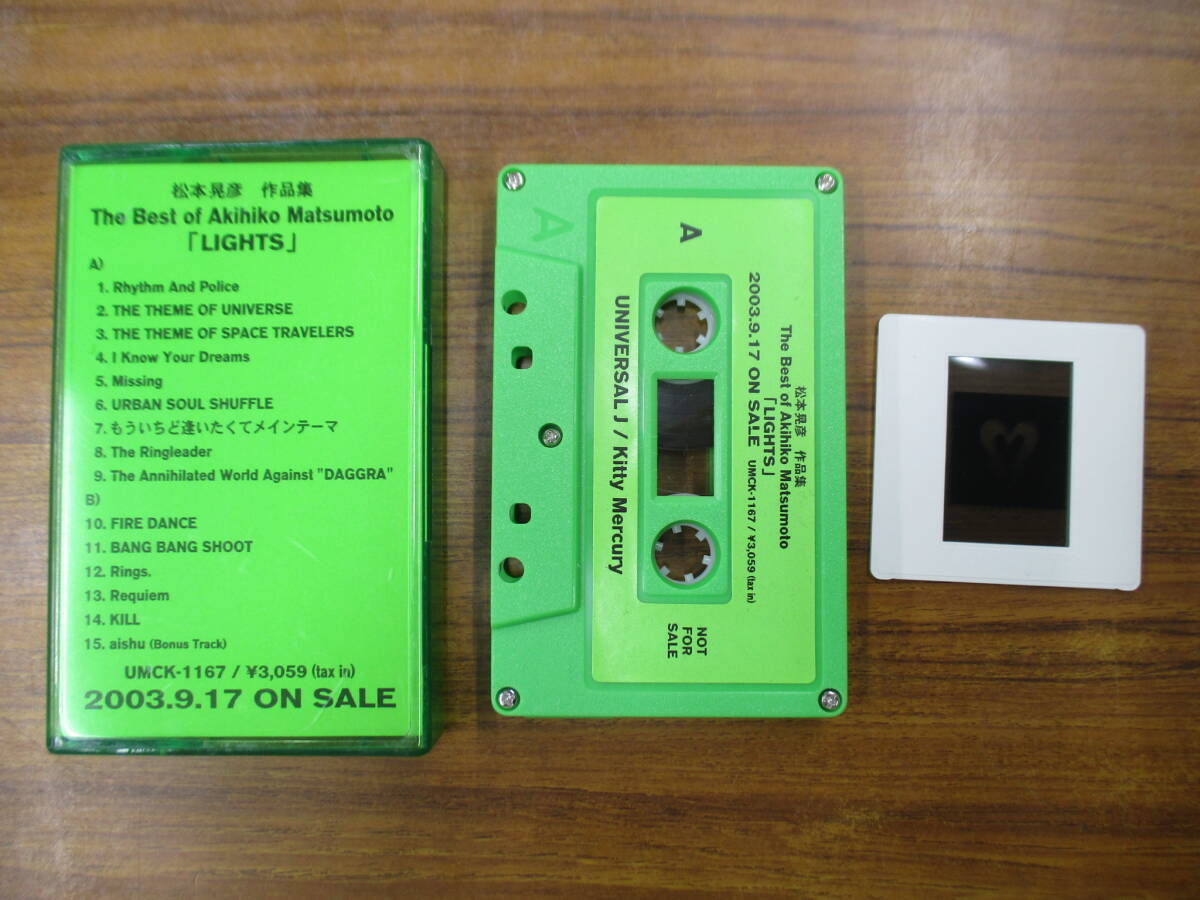 松本晃彦 作品集
The Best of Akihiko Matsumoto
「LIGHTS」
A)
1. Rhythm And Police
2. THE THEME OF UNIVERSE
3. THE THEME OF SPACE TRAVELERS
4. I Know Your Dreams
5. Missing
6. URBAN SOUL SHUFFLE
7. もういちど逢いたくてメインテーマ
8. The Ringleader
9. The Annihilated World Against "DAGGRA"
B)
10. FIRE DANCE
11. BANG BANG SHOOT
12. Rings.
13. Requiem
14. KILL
15. aishu (Bonus Track)
UMCK-1167 / ¥3,059 (tax in)
2003.9.17 ON SALE
A
A
松本晃彦 作品集
The Best of Akihiko Matsumoto
「LIGHTS」
2003.9.17 ON SALE UMCK-1167 / ¥3,059 (tax in)
UNIVERSAL J / Kitty Mercury
NOT
FOR
SALE